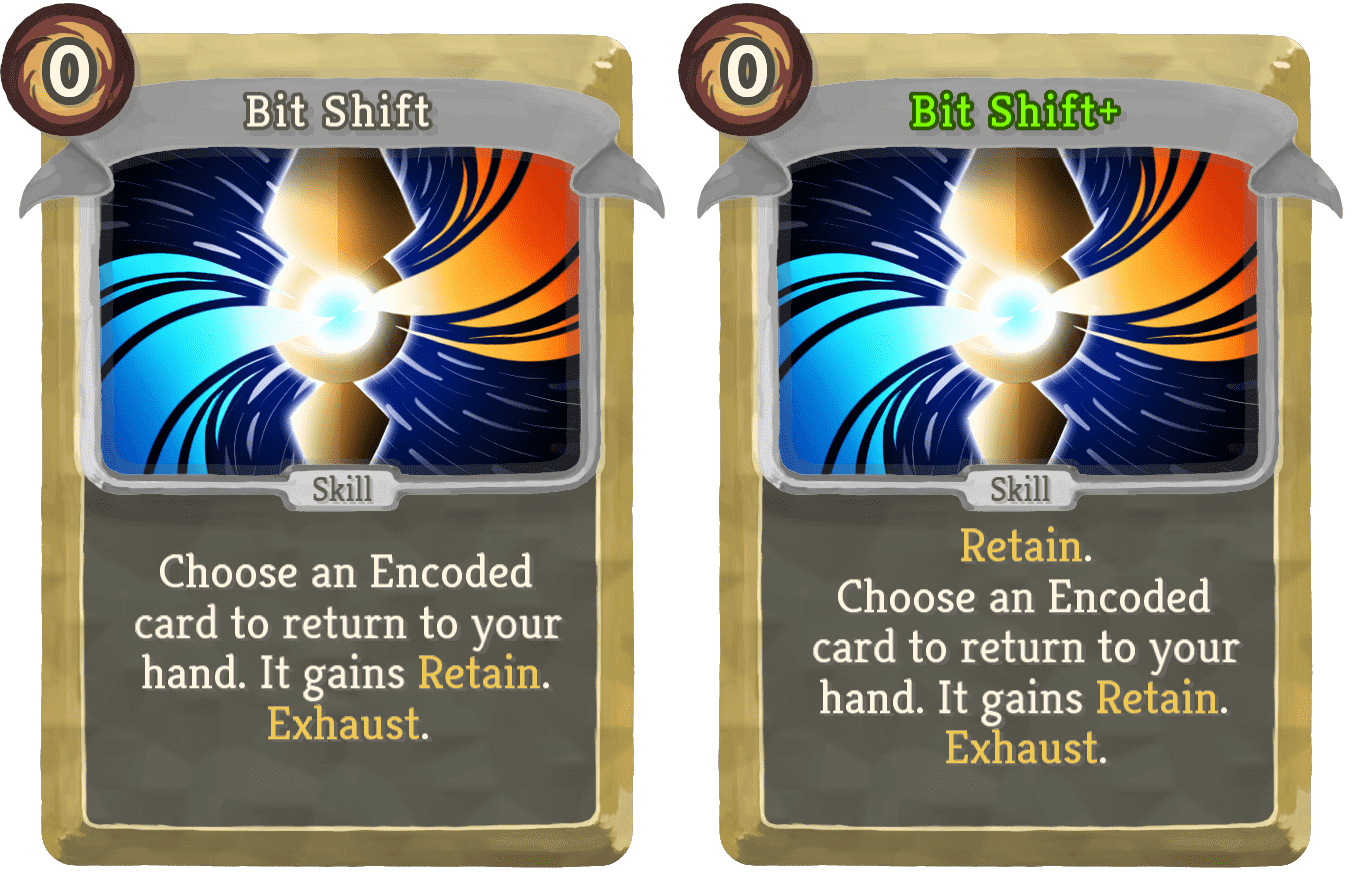 0
Bit Shift
Skill
Choose an Encoded
card to return to your
hand. It gains Retain.
Exhaust.
0
Bit Shift+
Skill
Retain.
Choose an Encoded
card to return to your
hand. It gains Retain.
Exhaust.